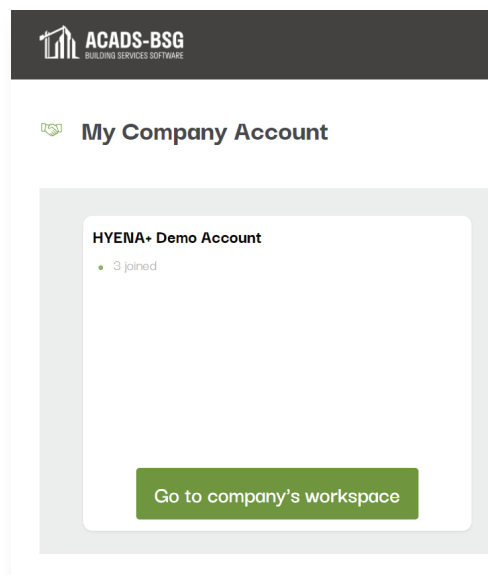 ACADS-BSG
BUILDING SERVICES SOFTWARE
My Company Account
HYENA+ Demo Account
3 joined
Go to company's workspace